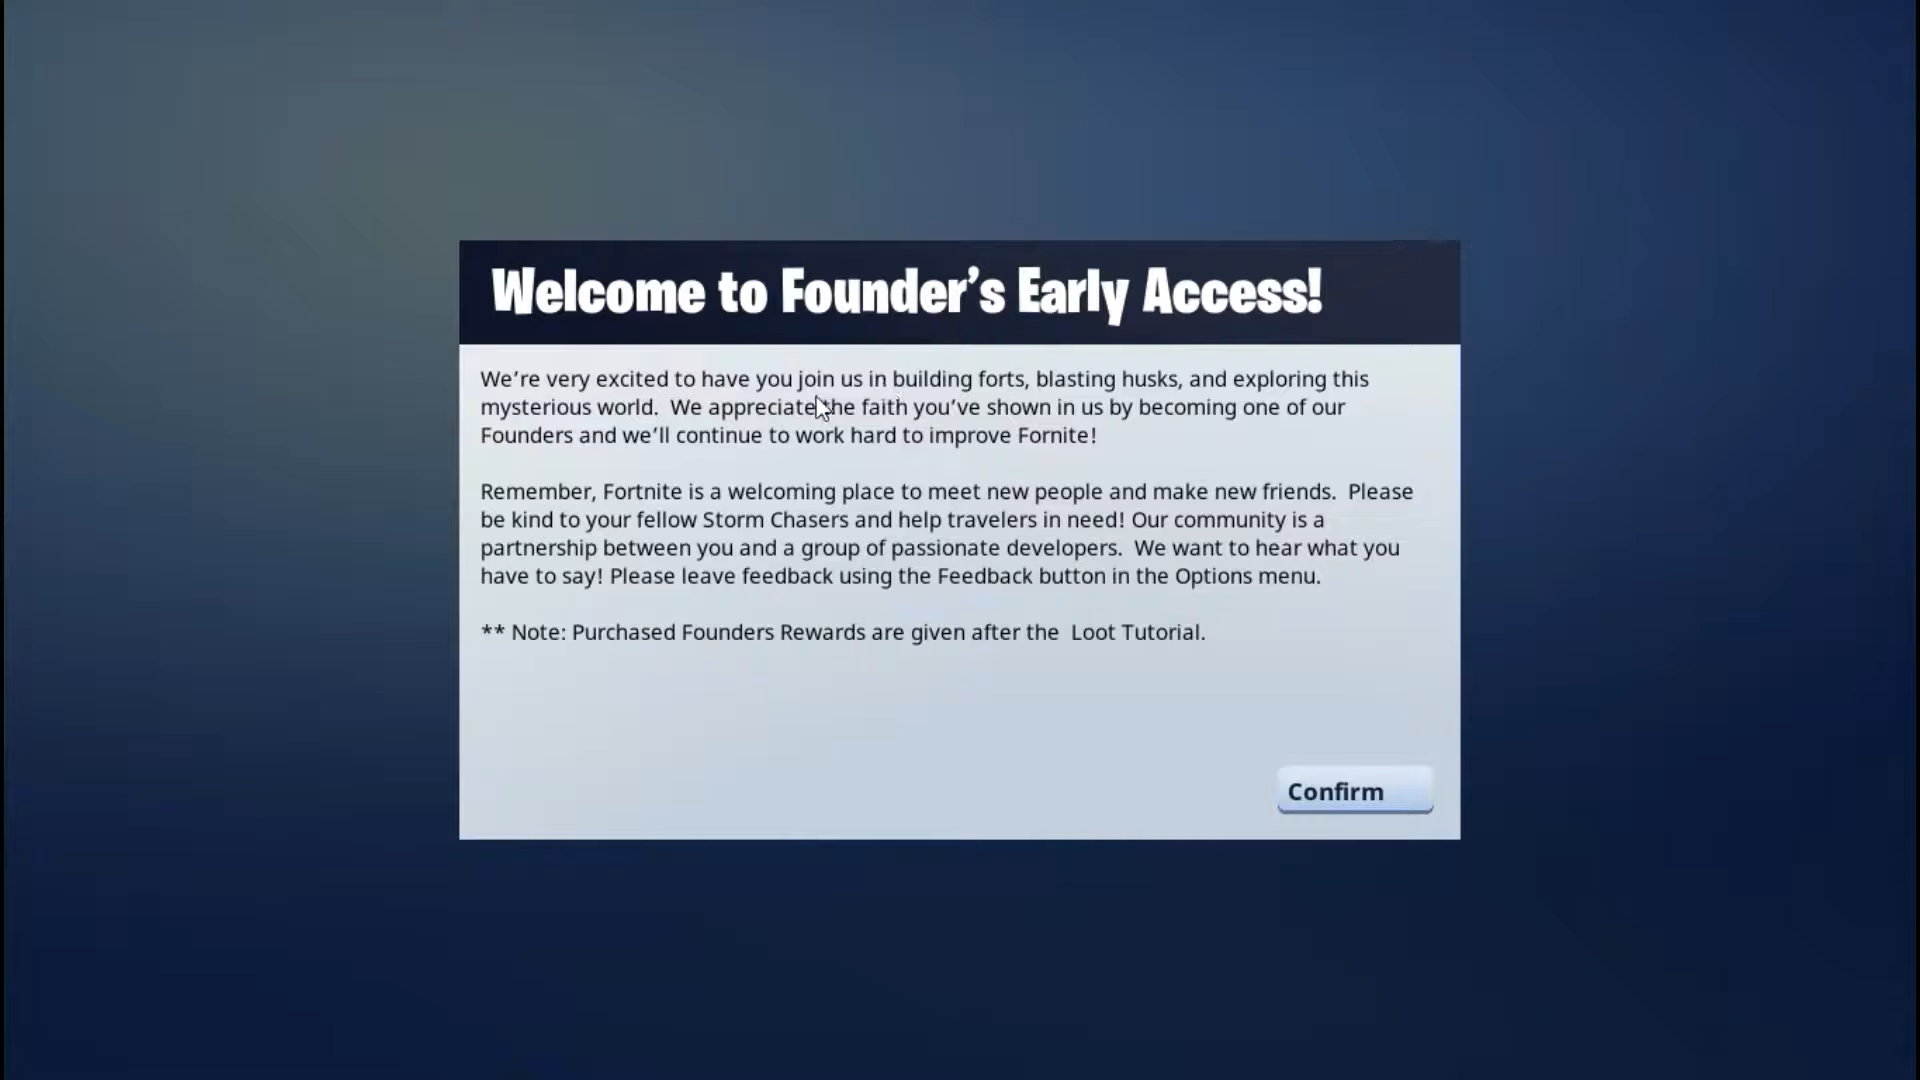 Welcome to Founder’s Early Access!
We’re very excited to have you join us in building forts, blasting husks, and exploring this
mysterious world.  We appreciate the faith you’ve shown in us by becoming one of our
Founders and we’ll continue to work hard to improve Fornite!
Remember, Fortnite is a welcoming place to meet new people and make new friends.  Please
be kind to your fellow Storm Chasers and help travelers in need! Our community is a
partnership between you and a group of passionate developers.  We want to hear what you
have to say! Please leave feedback using the Feedback button in the Options menu.
** Note: Purchased Founders Rewards are given after the  Loot Tutorial.
Confirm